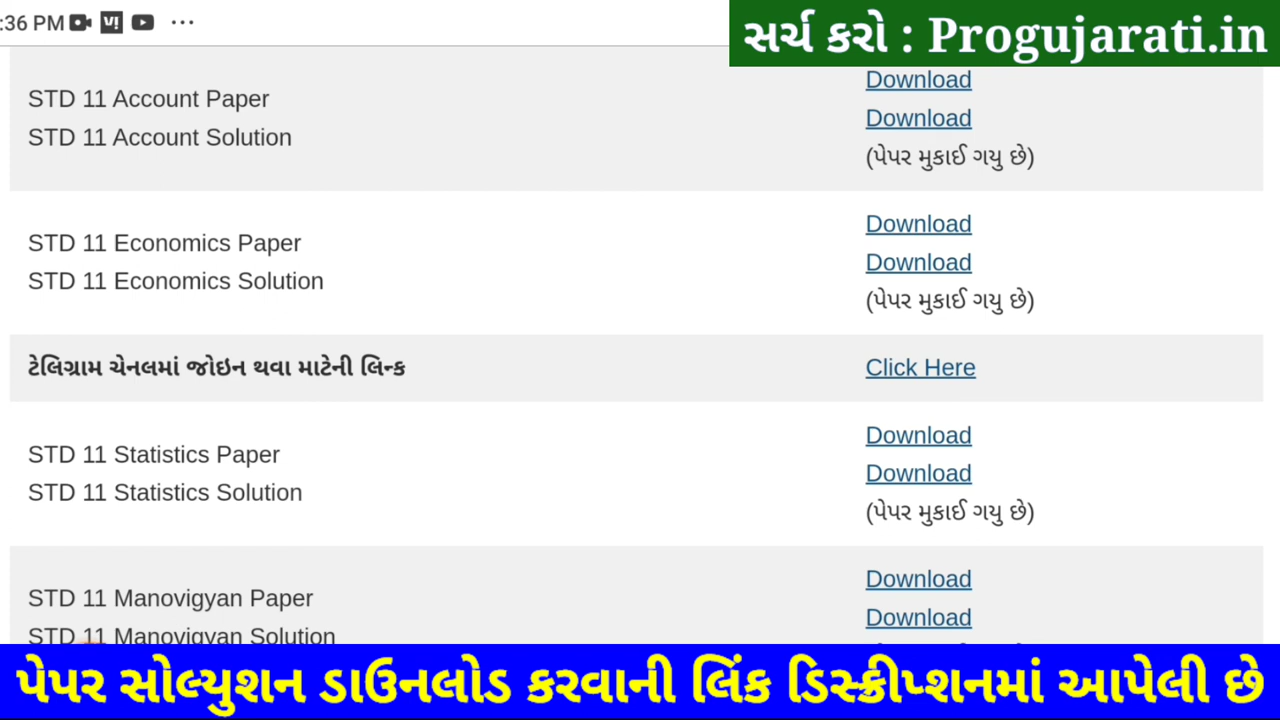 :36 PM
સર્ચ કરો : Progujarati.in
STD 11 Account Paper
Download
STD 11 Account Solution
Download
(પેપર મુકાઈ ગયુ છે)
STD 11 Economics Paper
Download
STD 11 Economics Solution
Download
(પેપર મુકાઈ ગયુ છે)
ટેલિગ્રામ ચેનલમાં જોઇન થવા માટેની લિન્ક
Click Here
STD 11 Statistics Paper
Download
STD 11 Statistics Solution
Download
(પેપર મુકાઈ ગયુ છે)
STD 11 Manovigyan Paper
Download
STD 11 Manovigyan Solution
Download
પેપર સોલ્યુશન ડાઉનલોડ કરવાની લિંક ડિસ્ક્રીપ્શનમાં આપેલી છે